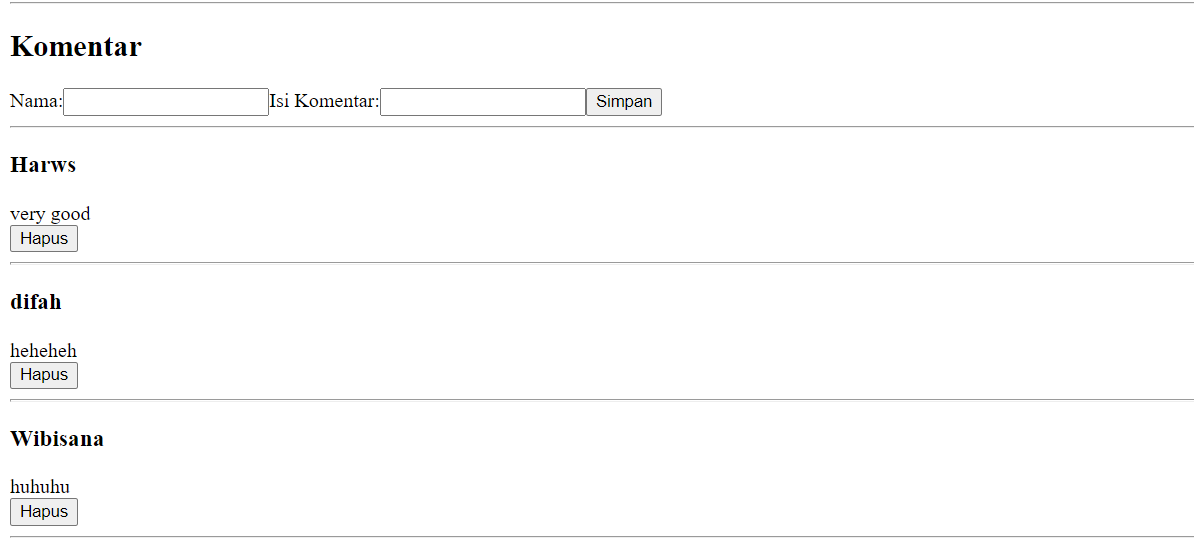 Komentar
Nama: Isi Komentar: Simpan
Harws
very good
Hapus
difah
heheheh
Hapus
Wibisana
huhuhu
Hapus